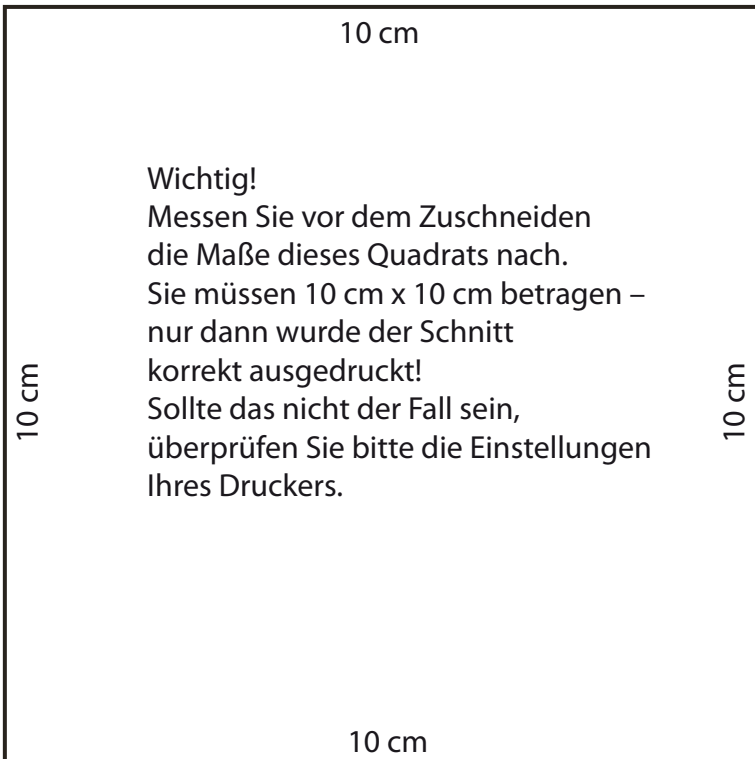 10 cm
Wichtig!
Messen Sie vor dem Zuschneiden
die Maße dieses Quadrats nach.
Sie müssen 10 cm x 10 cm betragen –
nur dann wurde der Schnitt
korrekt ausgedruckt!
Sollte das nicht der Fall sein,
überprüfen Sie bitte die Einstellungen
Ihres Druckers.
10 cm
10 cm
10 cm